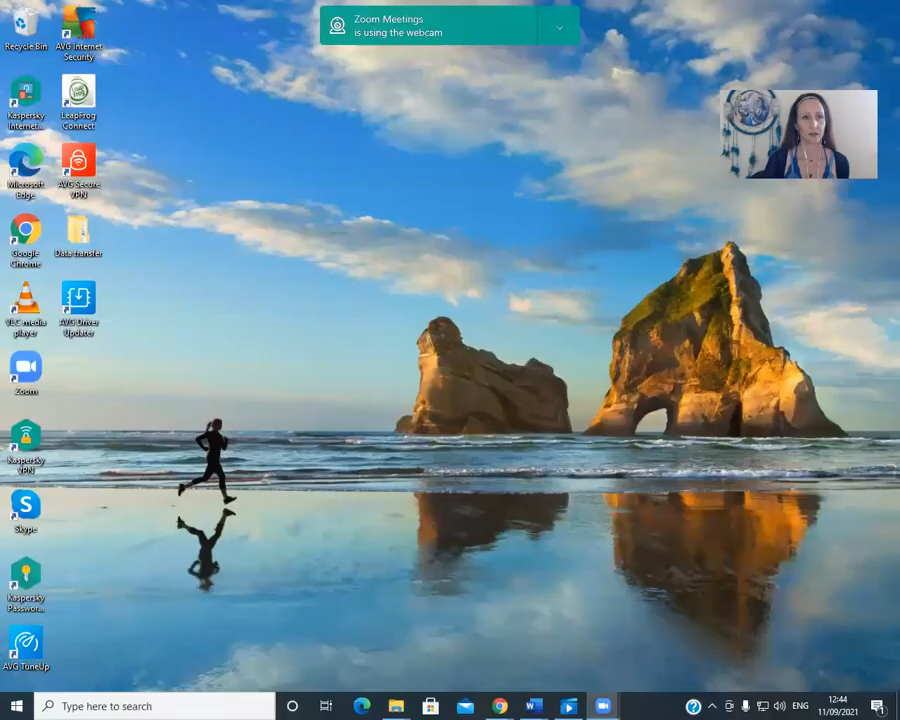 Zoom Meetings
is using the webcam
Recycle Bin
AVG Internet
Security
Kaspersky
Internet...
LeapFrog
Connect
Microsoft
Edge
AVG Secure
VPN
Google
Chrome
Data transfer
VLC media
player
AVG Driver
Updater
Zoom
Kaspersky
VPN
Skype
Kaspersky
Passwor...
AVG TuneUp
Type here to search
ENG
12:44
11/09/2021